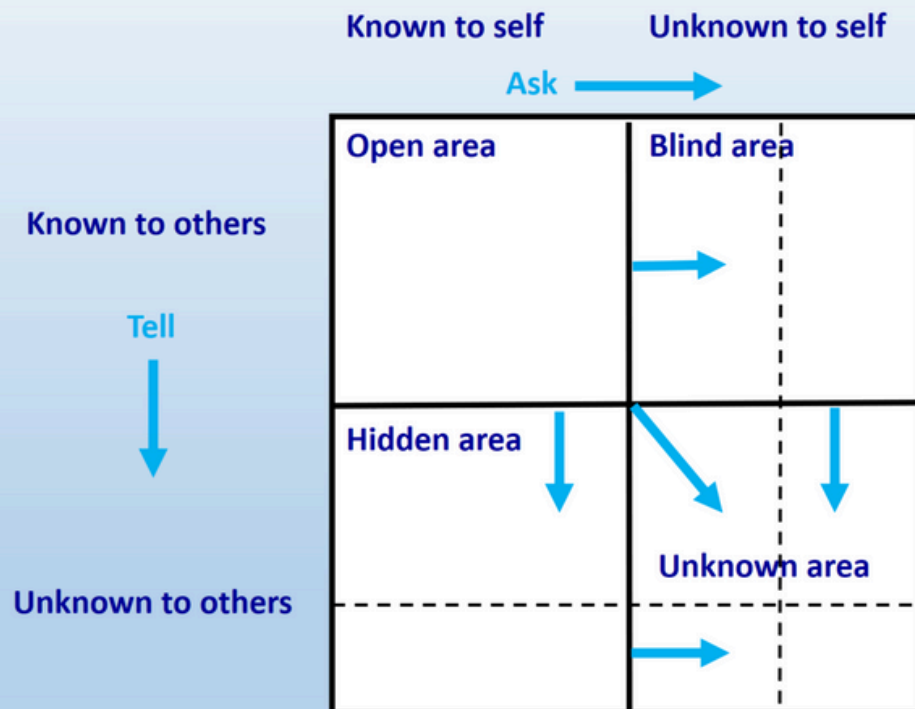 Known to self
Unknown to self
Ask
Open area
Blind area
Known to others
Tell
Hidden area
Unknown area
Unknown to others